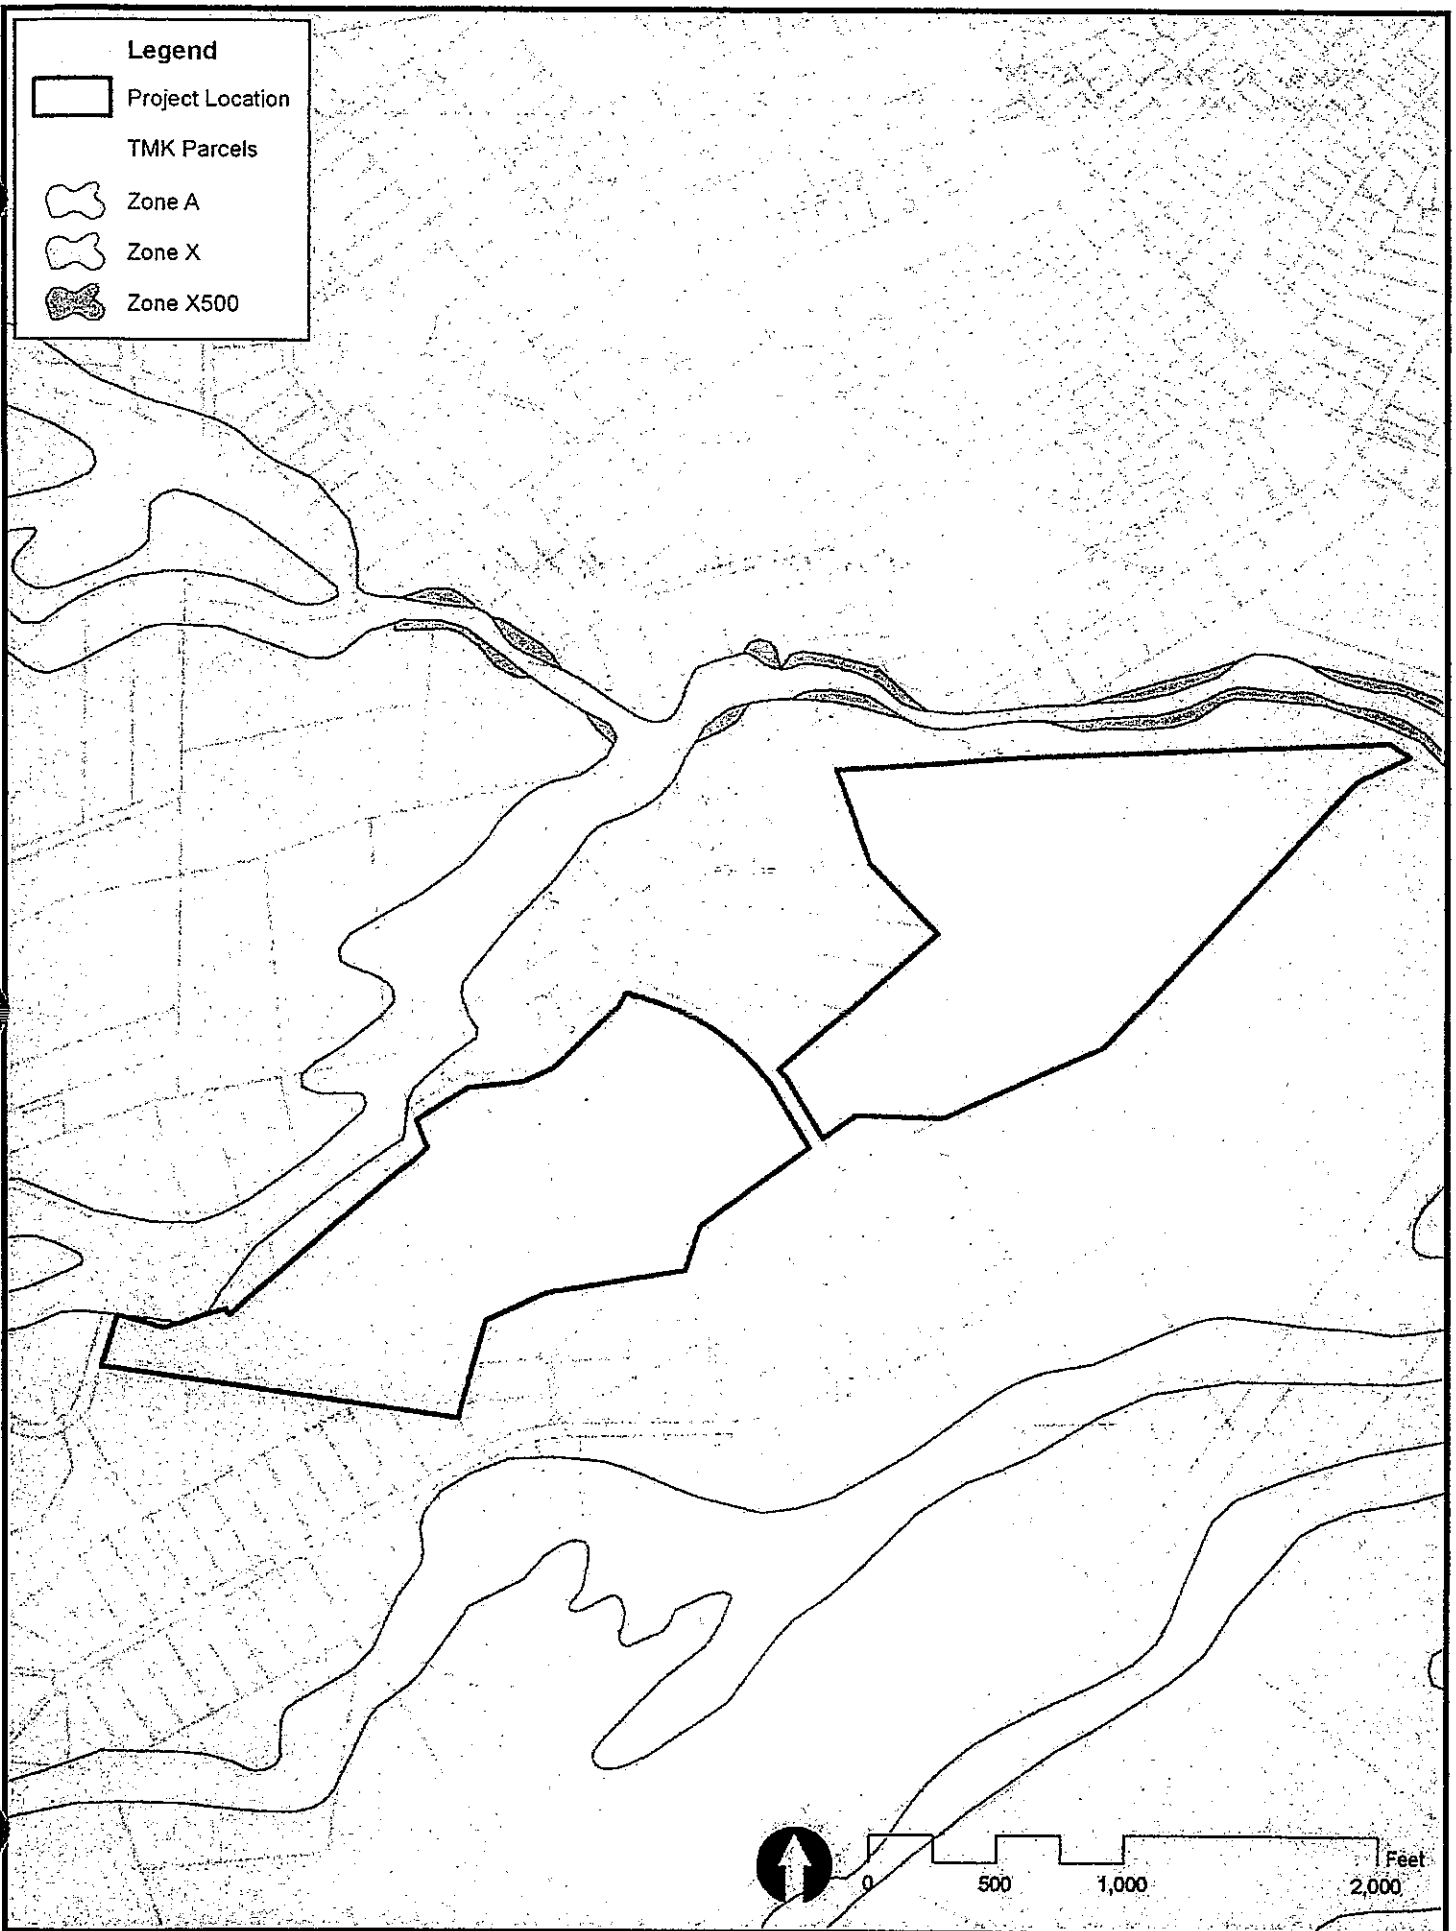 Legend
Project Location
TMK Parcels
Zone A
Zone X
Zone X500
Feet
0 500 1,000 2,000